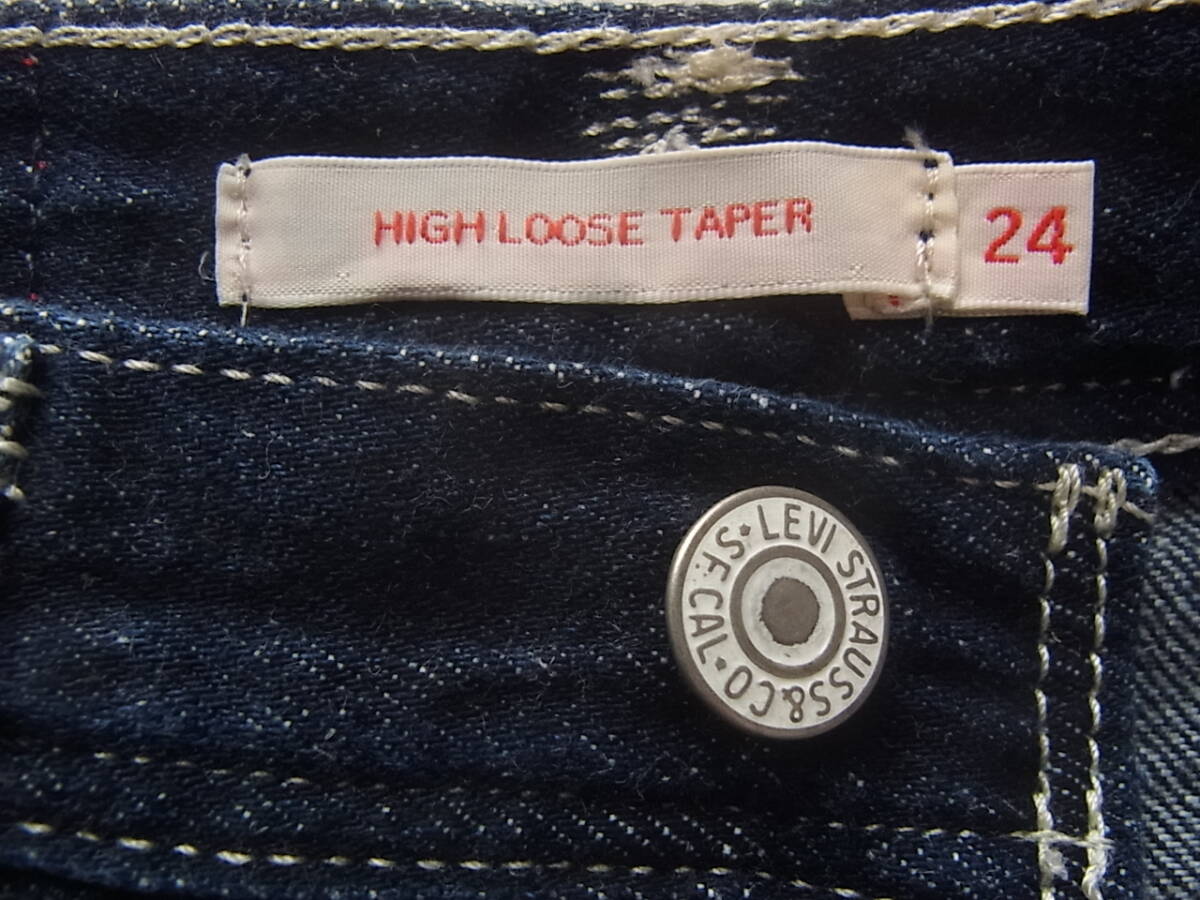 HIGH LOOSE TAPER
24
LEVI STRAUSS & CO · S.F. CAL ·